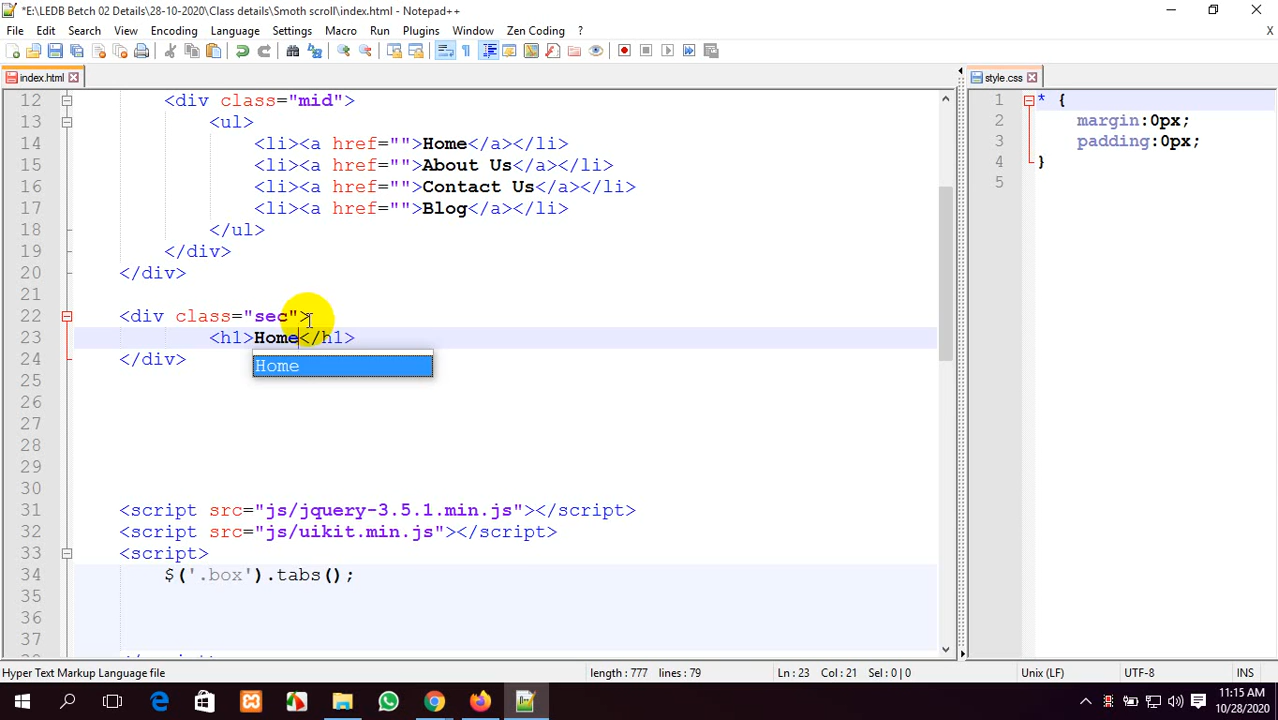 *E:\LEDB Betch 02 Details\28-10-2020\Class details\Smoth scroll\index.html - Notepad++
File Edit Search View Encoding Language Settings Macro Run Plugins Window Zen Coding ?
index.html
style.css
12 <div class="mid">
13 <ul>
14 <li><a href="">Home</a></li>
15 <li><a href="">About Us</a></li>
16 <li><a href="">Contact Us</a></li>
17 <li><a href="">Blog</a></li>
18 </ul>
19 </div>
20 </div>
21
22 <div class="sec">
23 <h1>Home</h1>
Home
24 </div>
25
26
27
28
29
30
31 <script src="js/jquery-3.5.1.min.js"></script>
32 <script src="js/uikit.min.js"></script>
33 <script>
34 $('.box').tabs();
35
36
37
1 * {
2 margin:0px;
3 padding:0px;
4 }
5
Hyper Text Markup Language file
length : 777 lines : 79
Ln : 23 Col : 21 Sel : 0 | 0
Unix (LF)
UTF-8
INS
11:15 AM
10/28/2020